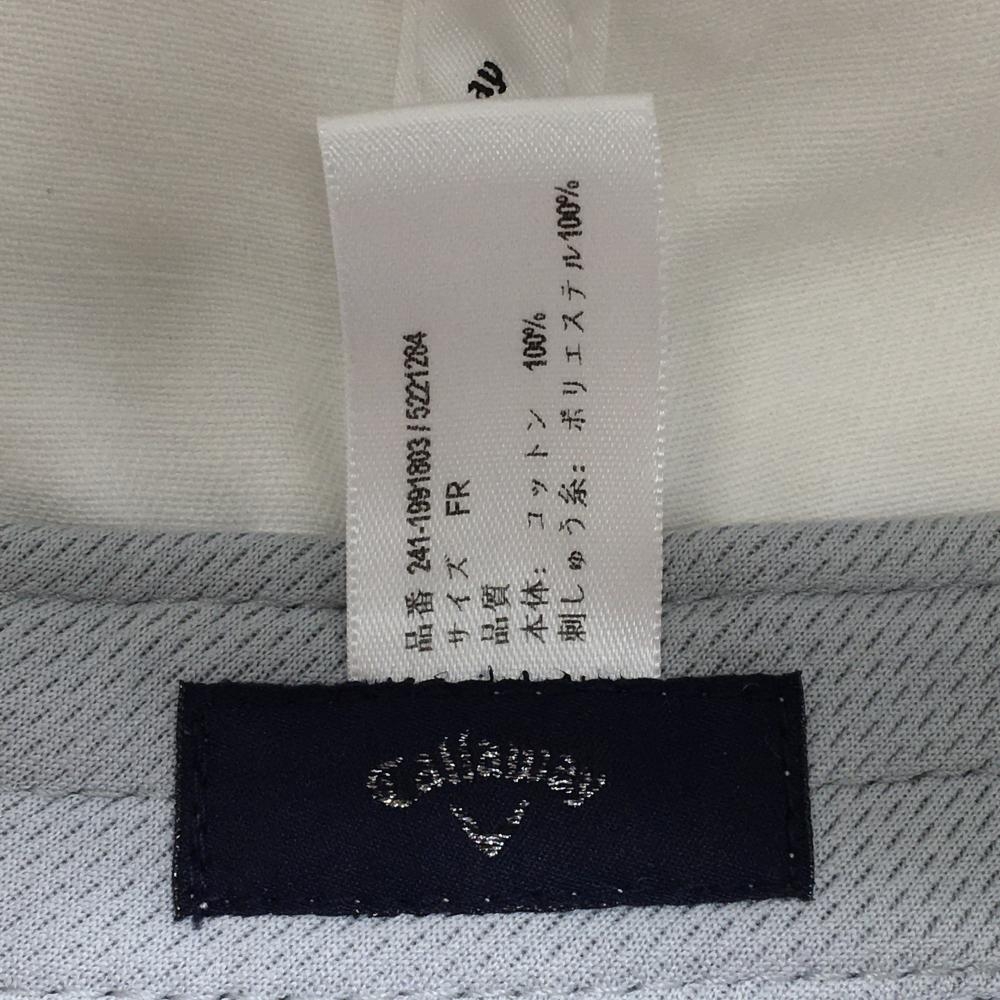 品番 241-1991803 / 5221284
サイズ FR
品質
本体: コットン 100%
刺しゅう糸: ポリエステル100%
Callaway